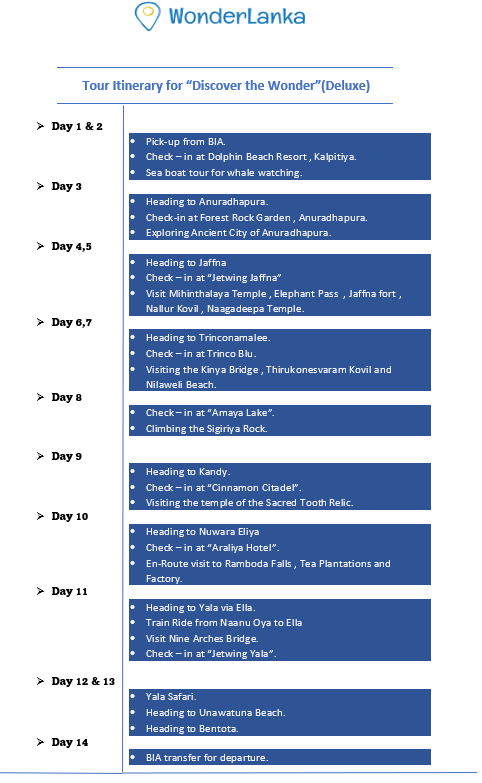 WonderLanka
Tour Itinerary for “Discover the Wonder”(Deluxe)
➢ Day 1 & 2
• Pick-up from BIA.
• Check – in at Dolphin Beach Resort , Kalpitiya.
• Sea boat tour for whale watching.
➢ Day 3
• Heading to Anuradhapura.
• Check-in at Forest Rock Garden , Anuradhapura.
• Exploring Ancient City of Anuradhapura.
➢ Day 4,5
• Heading to Jaffna
• Check – in at “Jetwing Jaffna”
• Visit Mihinthalaya Temple , Elephant Pass , Jaffna fort ,
Nallur Kovil , Naagadeepa Temple.
➢ Day 6,7
• Heading to Trinconamalee.
• Check – in at Trinco Blu.
• Visiting the Kinya Bridge , Thirukonesvaram Kovil and
Nilaweli Beach.
➢ Day 8
• Check – in at “Amaya Lake”.
• Climbing the Sigiriya Rock.
➢ Day 9
• Heading to Kandy.
• Check – in at “Cinnamon Citadel”.
• Visiting the temple of the Sacred Tooth Relic.
➢ Day 10
• Heading to Nuwara Eliya
• Check – in at “Araliya Hotel”.
• En-Route visit to Ramboda Falls , Tea Plantations and
Factory.
➢ Day 11
• Heading to Yala via Ella.
• Train Ride from Naanu Oya to Ella
• Visit Nine Arches Bridge.
• Check – in at “Jetwing Yala”.
➢ Day 12 & 13
• Yala Safari.
• Heading to Unawatuna Beach.
• Heading to Bentota.
➢ Day 14
• BIA transfer for departure.